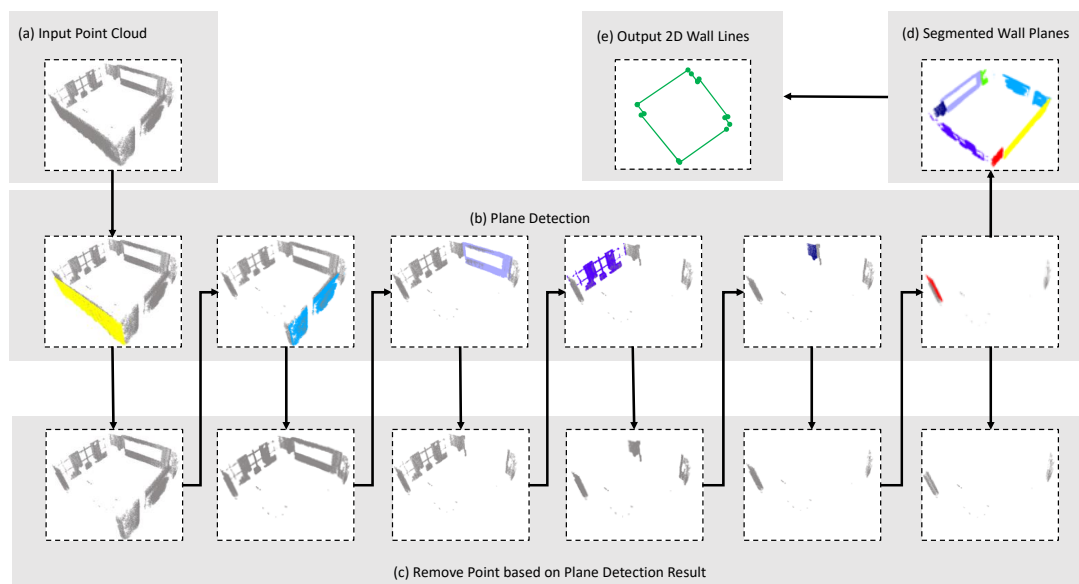 (a) Input Point Cloud
(e) Output 2D Wall Lines
(d) Segmented Wall Planes
(b) Plane Detection
(c) Remove Point based on Plane Detection Result